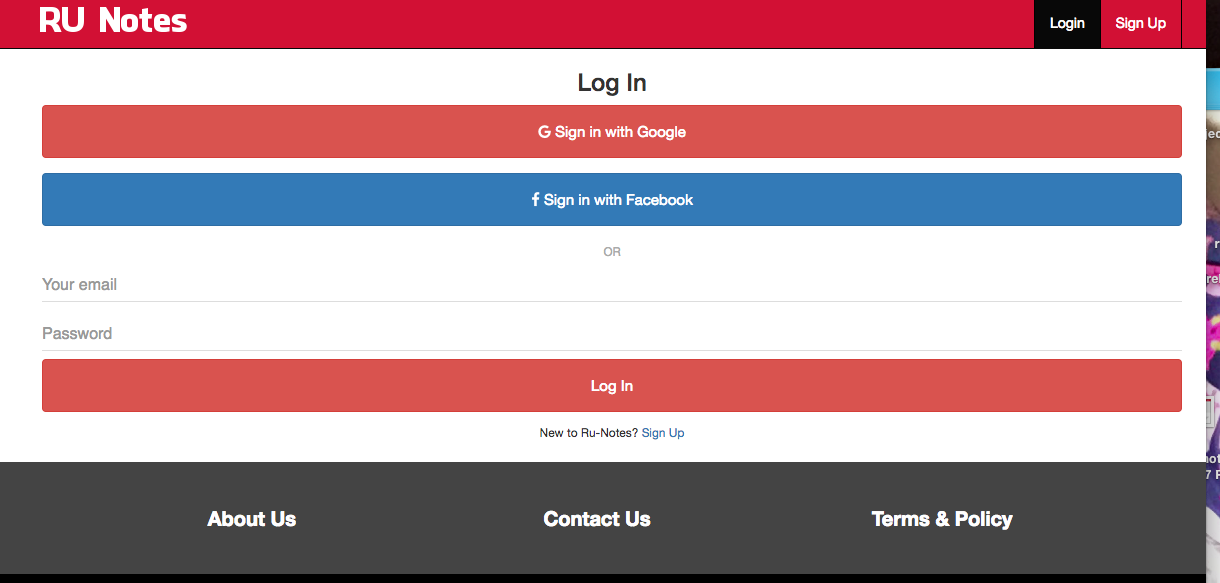 RU Notes
Login
Sign Up
Log In
G Sign in with Google
f Sign in with Facebook
OR
Your email
Password
Log In
New to Ru-Notes? Sign Up
About Us
Contact Us
Terms & Policy